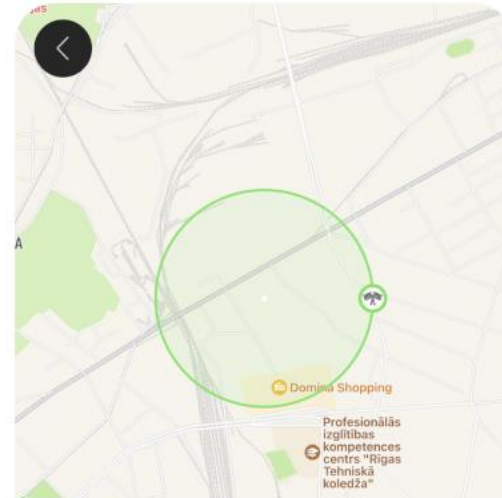 A
Domina Shopping
Profesionālās
izglītības
kompetences
centrs "Rīgas
Tehniskā
koledža"